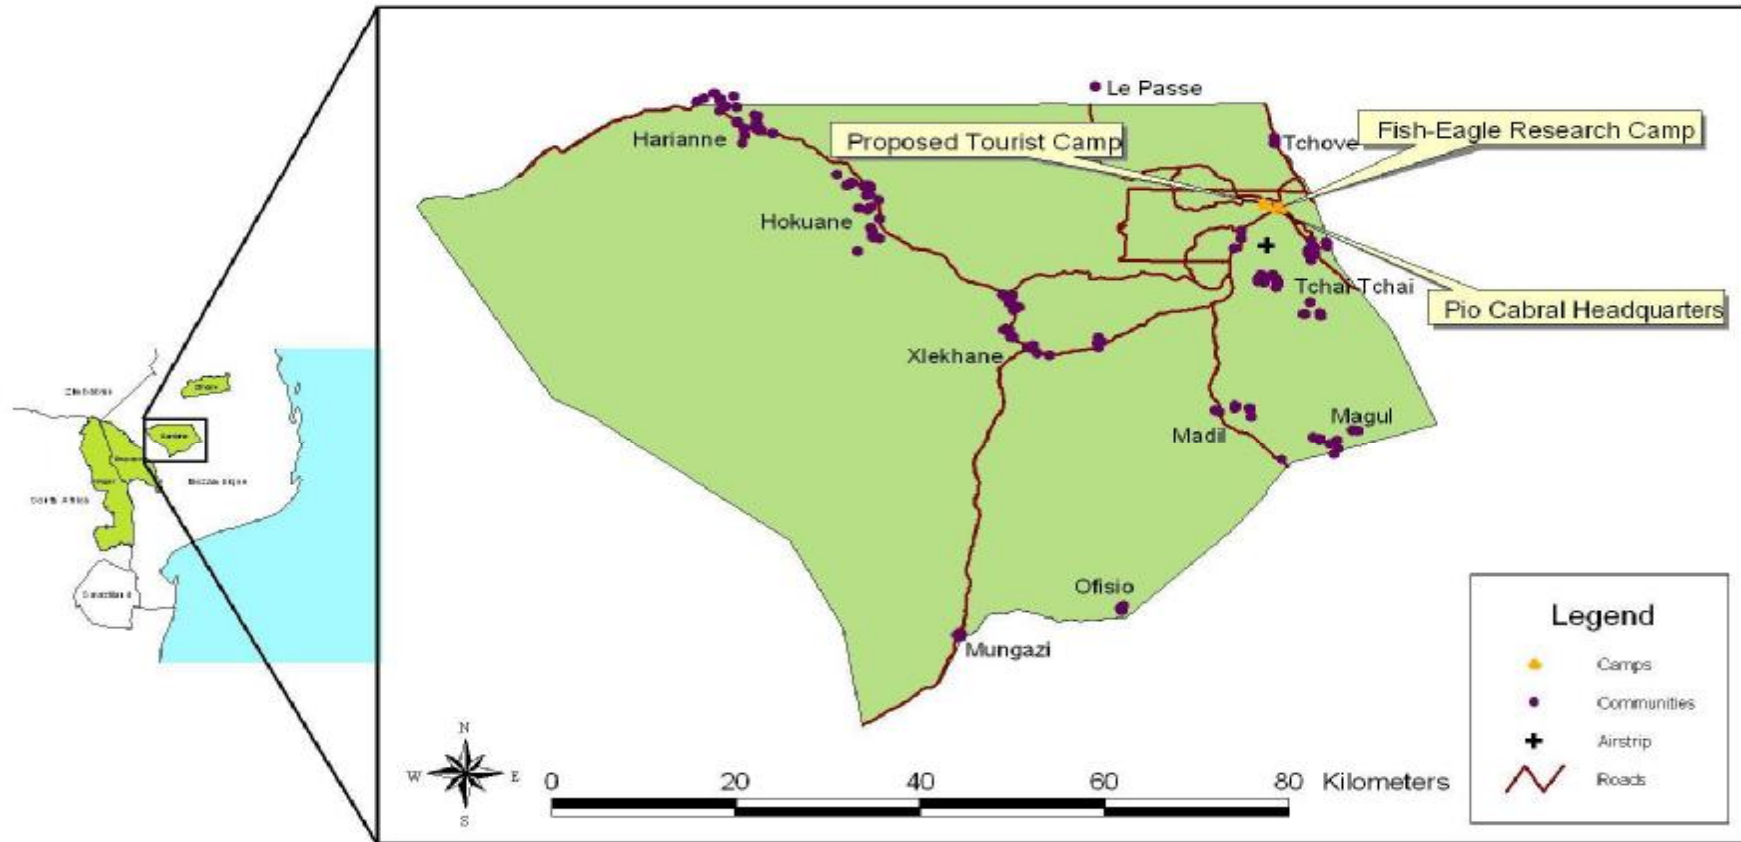 Le Passe
Fish-Eagle Research Camp
Proposed Tourist Camp
Harianne
Tchove
Hokuane
Tchai-Tchai
Pio Cabral Headquarters
Xlekhane
Magul
Madil
South Africa
Swaziland
Ofisio
Mungazi
Legend
Camps
Communities
Airstrip
Roads
N
W
E
S
0 20 40 60 80 Kilometers